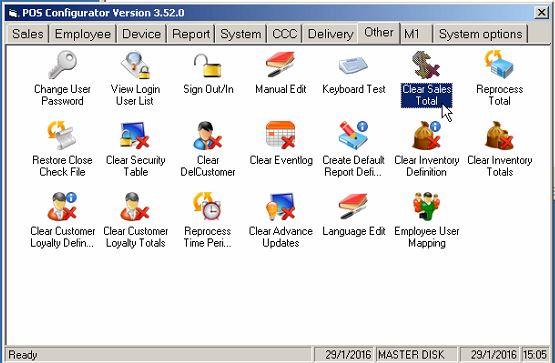 POS Configurator Version 3.52.0
Sales Employee Device Report System CCC Delivery Other M1 System options
Change User
Password
View Login
User List
Sign Out/In
Manual Edit
Keyboard Test
Clear Sales
Total
Reprocess
Total
Restore Close
Check File
Clear Security
Table
Clear
DelCustomer
Clear Eventlog
Create Default
Report Defi...
Clear Inventory
Definition
Clear Inventory
Totals
Clear Customer
Loyalty Defin...
Clear Customer
Loyalty Totals
Reprocess
Time Peri...
Clear Advance
Updates
Language Edit
Employee User
Mapping
Ready 29/1/2016 MASTER DISK 29/1/2016 15:05